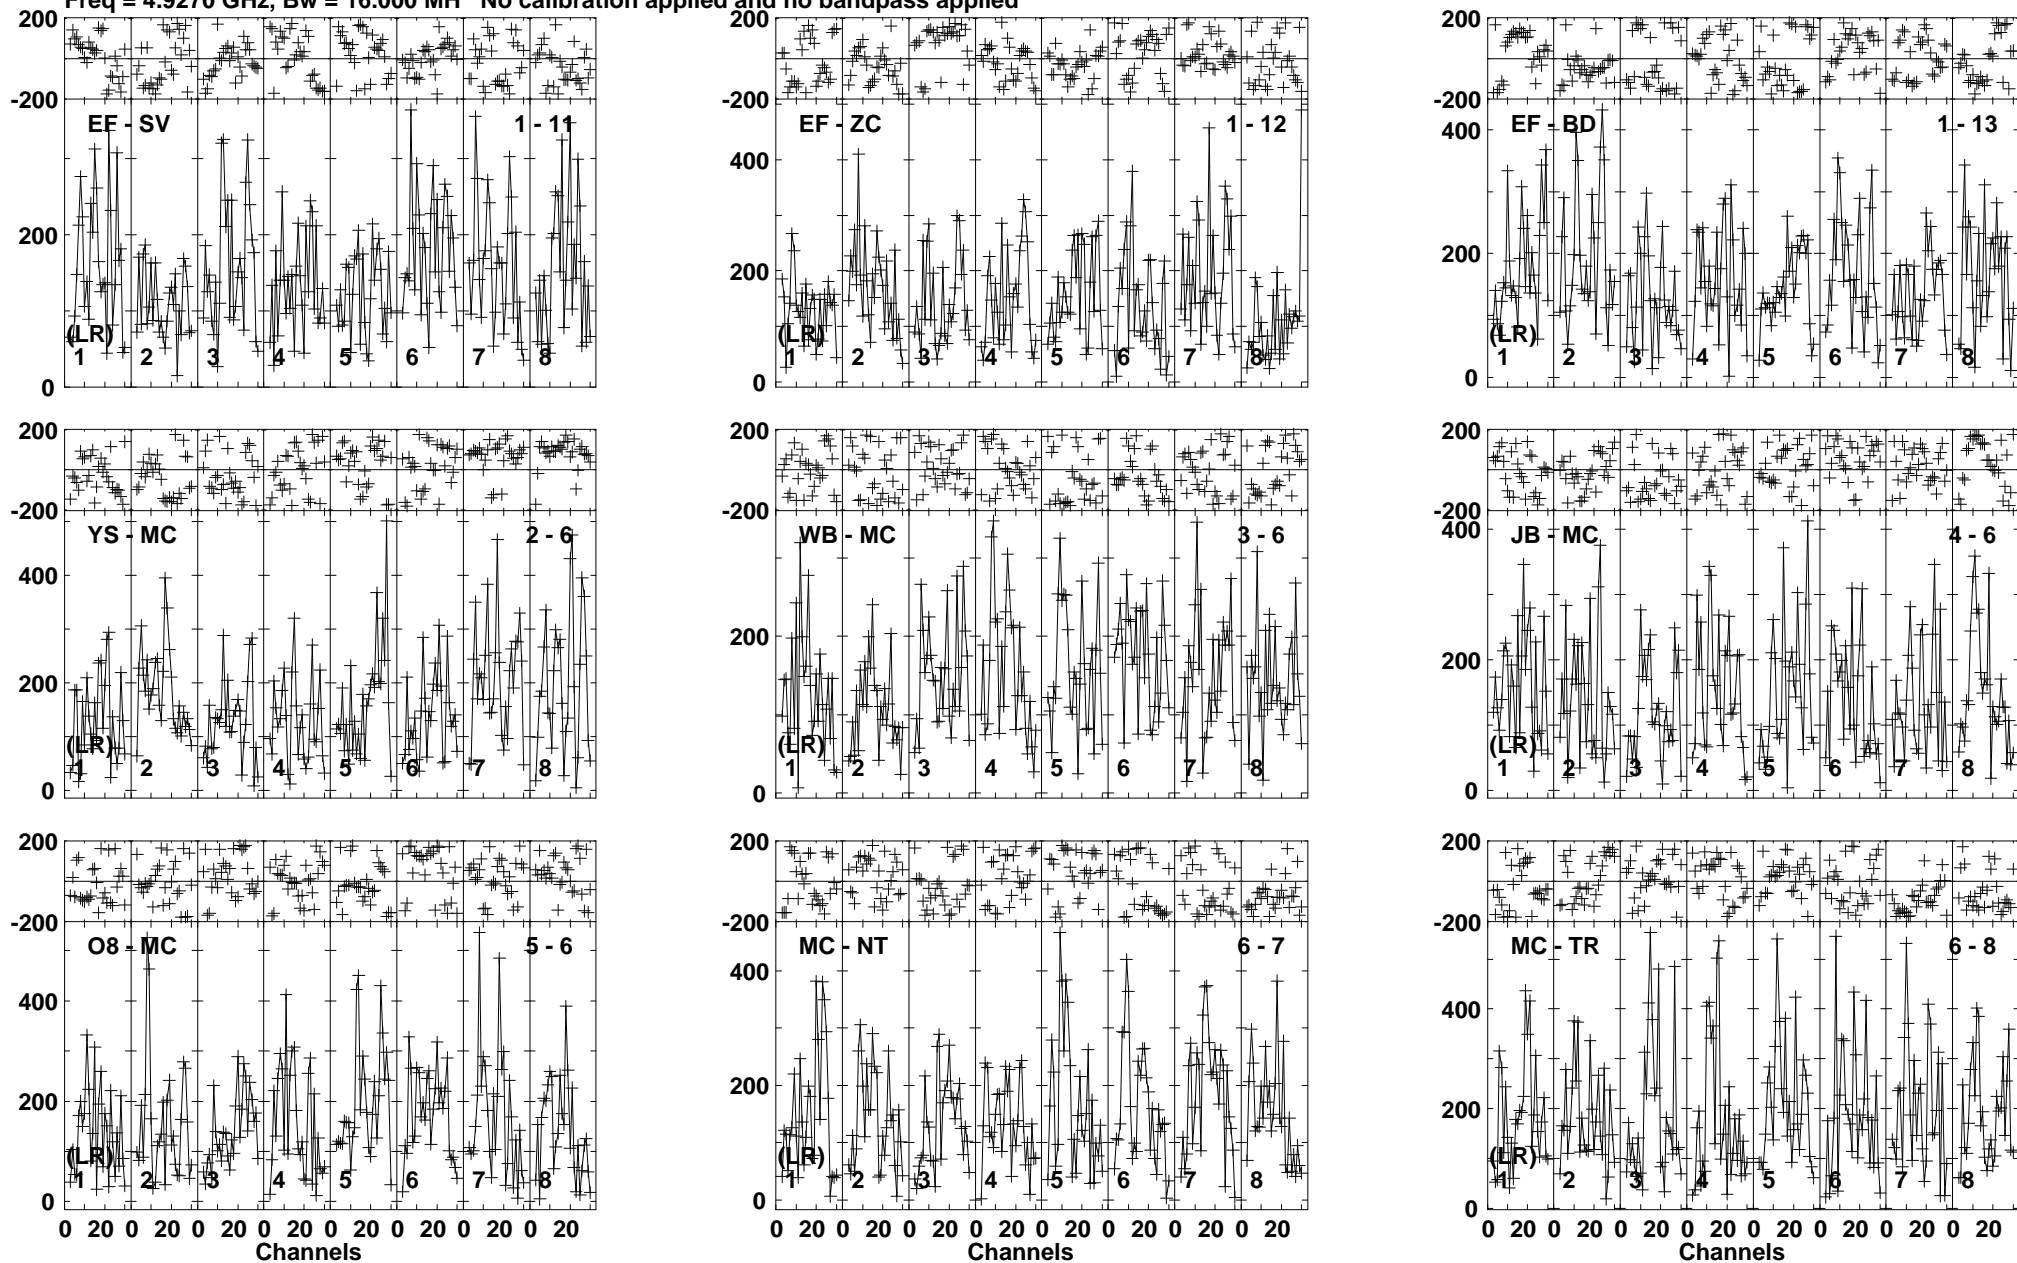 Freq = 4.9270 GHz, Bw = 16.000 MH No calibration applied and no bandpass applied
200 200 200
-200 -200 -200
EF - SV 1 - 11 EF - ZC 1 - 12 EF - BD 1 - 13
400 400
200 200 200
(LR) (LR) (LR)
1 2 3 4 5 6 7 8 1 2 3 4 5 6 7 8 1 2 3 4 5 6 7 8
0 0 0
200 200 200
-200 -200 -200
YS - MC 2 - 6 WB - MC 3 - 6 JB - MC 4 - 6
400 400
200 200 200
(LR) (LR) (LR)
1 2 3 4 5 6 7 8 1 2 3 4 5 6 7 8 1 2 3 4 5 6 7 8
0 0 0
200 200 200
-200 -200 -200
O8 - MC 5 - 6 MC - NT 6 - 7 MC - TR 6 - 8
400 400 400
200 200 200
(LR) (LR) (LR)
1 2 3 4 5 6 7 8 1 2 3 4 5 6 7 8 1 2 3 4 5 6 7 8
0 0 0
0 20 0 20 0 20 0 20 0 20 0 20 0 20 0 20 0 20 0 20 0 20 0 20 0 20 0 20 0 20 0 20 0 20 0 20 0 20 0 20 0 20 0 20 0 20 0 20
Channels Channels Channels